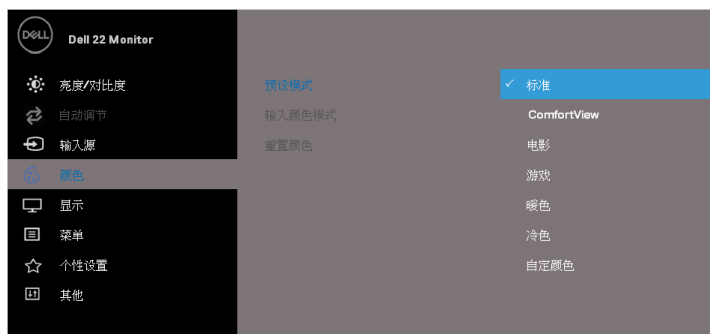 DELL
Dell 22 Monitor
亮度/对比度
预设模式
✓ 标准
自动调节
输入颜色模式
ComfortView
输入源
重置颜色
电影
颜色
游戏
显示
暖色
菜单
冷色
个性设置
自定颜色
其他